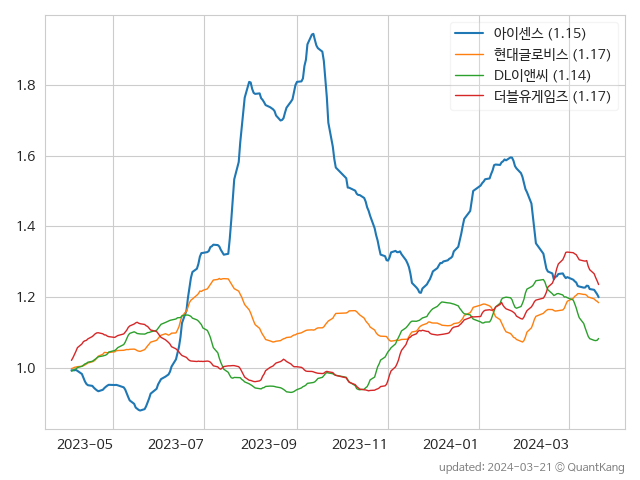 아이센스 (1.15)
현대글로비스 (1.17)
DL이앤씨 (1.14)
더블유게임즈 (1.17)
1.8
1.6
1.4
1.2
1.0
2023-05 2023-07 2023-09 2023-11 2024-01 2024-03
updated: 2024-03-21 © QuantKang